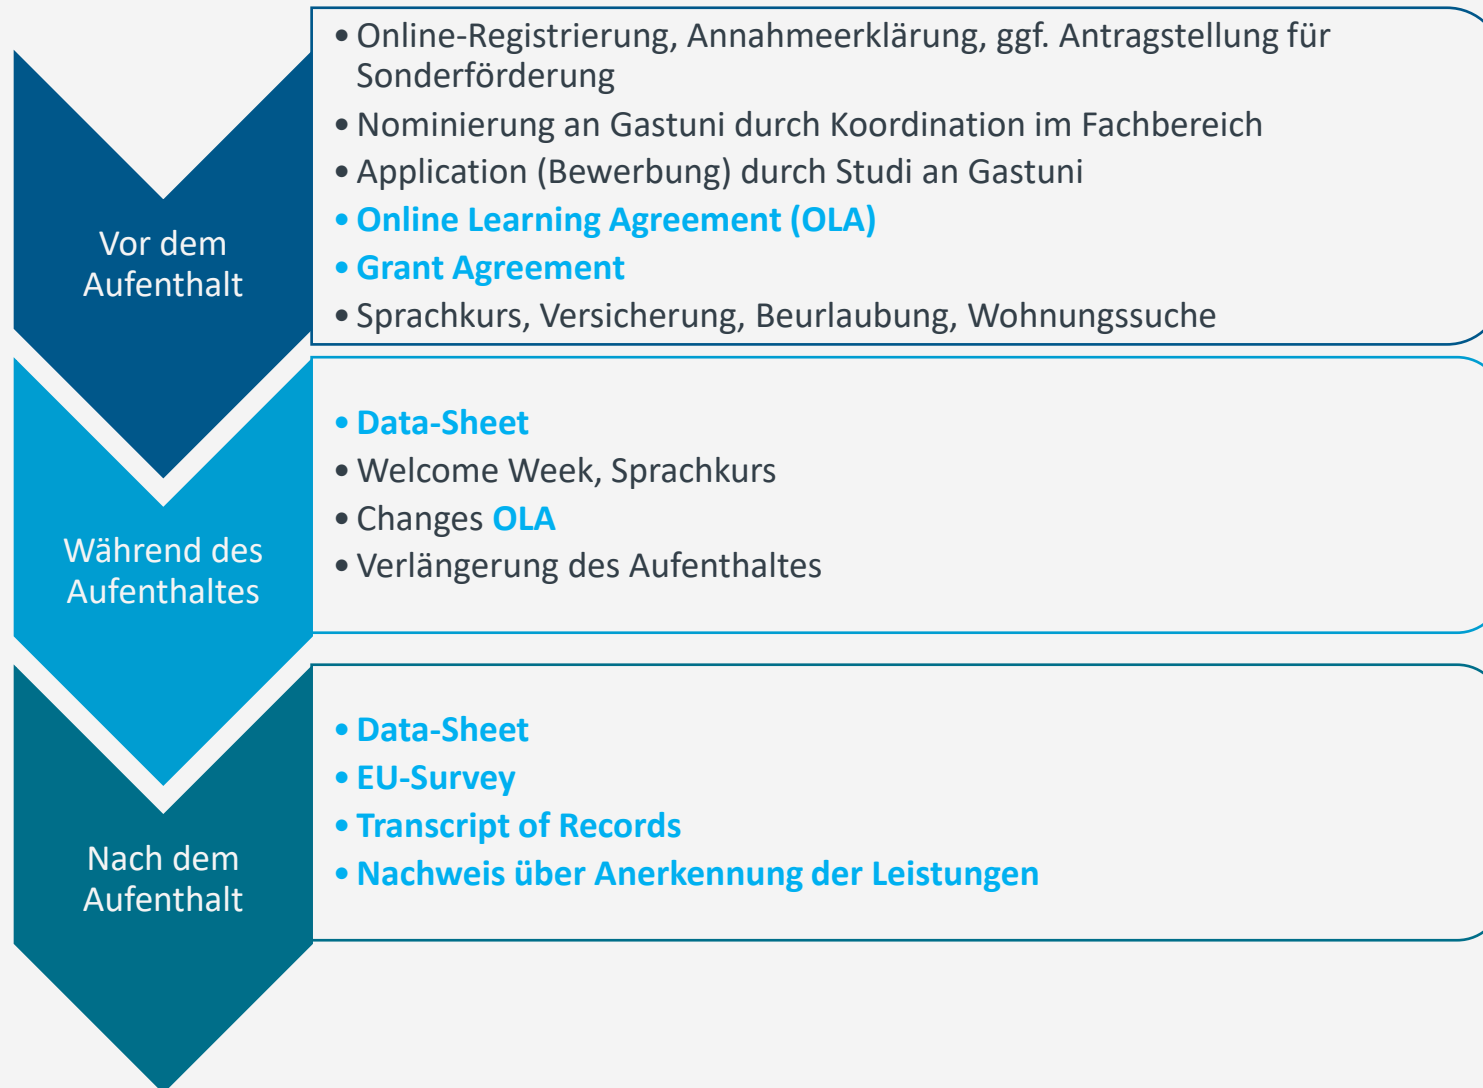 • Online-Registrierung, Annahmeerklärung, ggf. Antragstellung für
Sonderförderung
• Nominierung an Gastuni durch Koordination im Fachbereich
• Application (Bewerbung) durch Studi an Gastuni
• Online Learning Agreement (OLA)
• Grant Agreement
• Sprachkurs, Versicherung, Beurlaubung, Wohnungssuche
Vor dem
Aufenthalt
• Data-Sheet
• Welcome Week, Sprachkurs
• Changes OLA
• Verlängerung des Aufenthaltes
Während des
Aufenthaltes
• Data-Sheet
• EU-Survey
• Transcript of Records
• Nachweis über Anerkennung der Leistungen
Nach dem
Aufenthalt